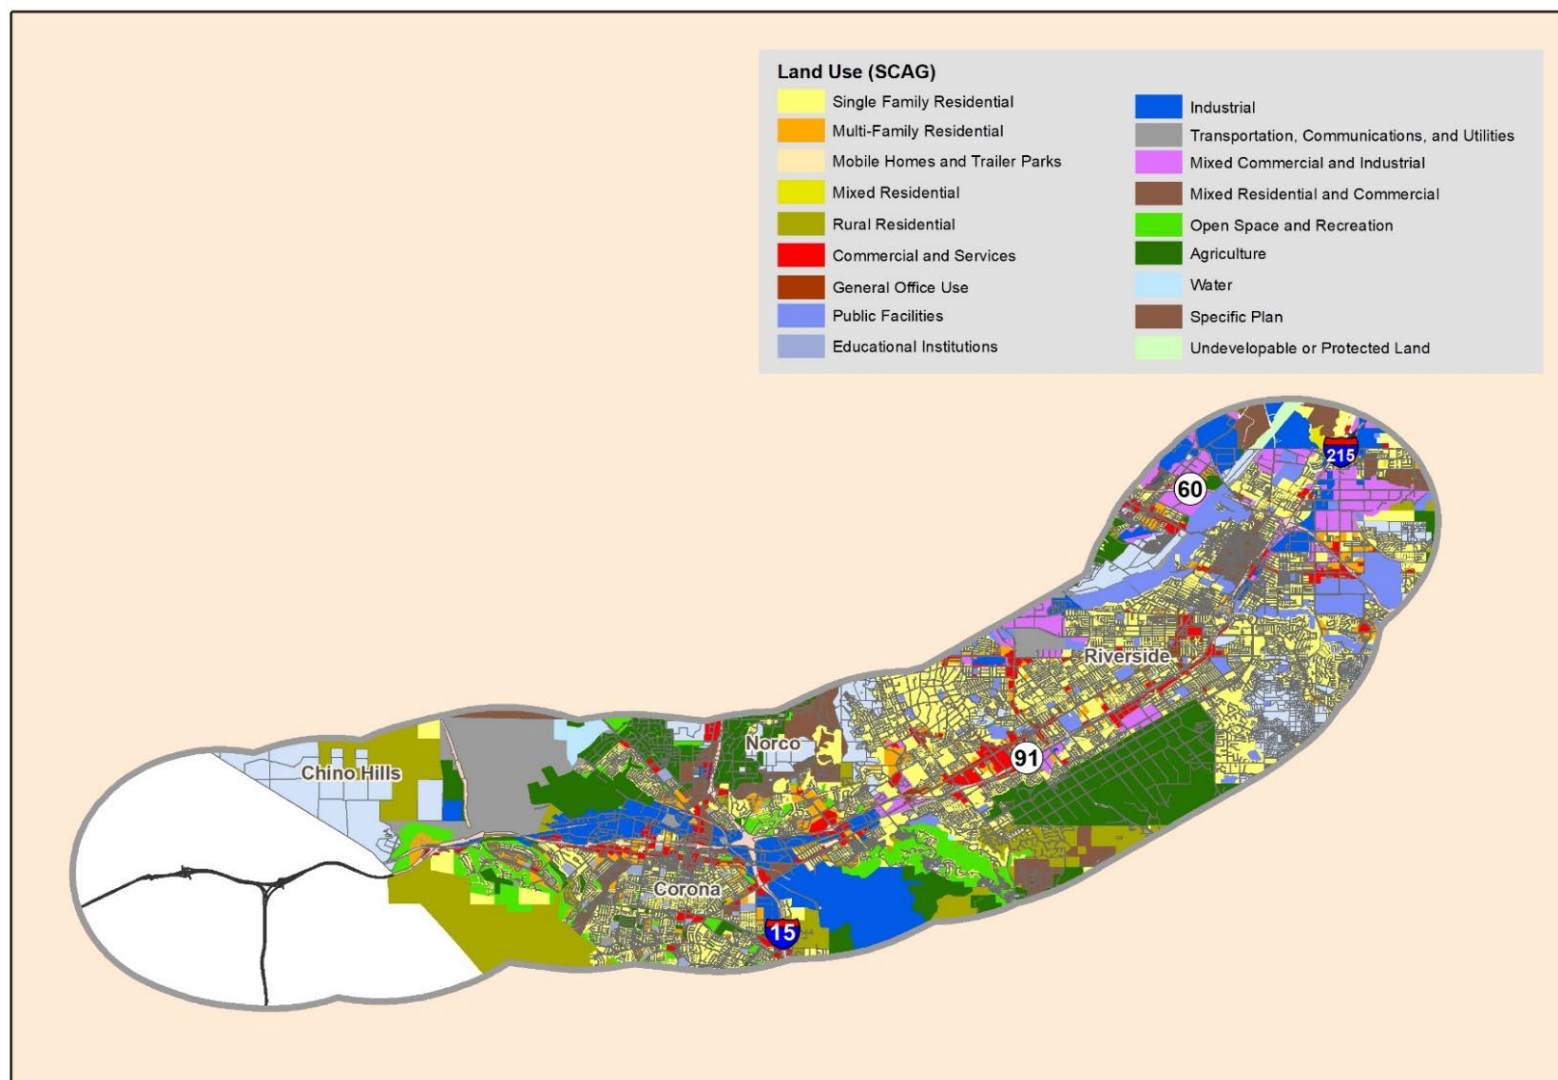 Land Use (SCAG)
Single Family Residential
Multi-Family Residential
Mobile Homes and Trailer Parks
Mixed Residential
Rural Residential
Commercial and Services
General Office Use
Public Facilities
Educational Institutions
Industrial
Transportation, Communications, and Utilities
Mixed Commercial and Industrial
Mixed Residential and Commercial
Open Space and Recreation
Agriculture
Water
Specific Plan
Undevelopable or Protected Land
215
60
Riverside
Norco
91
Chino Hills
Corona
15